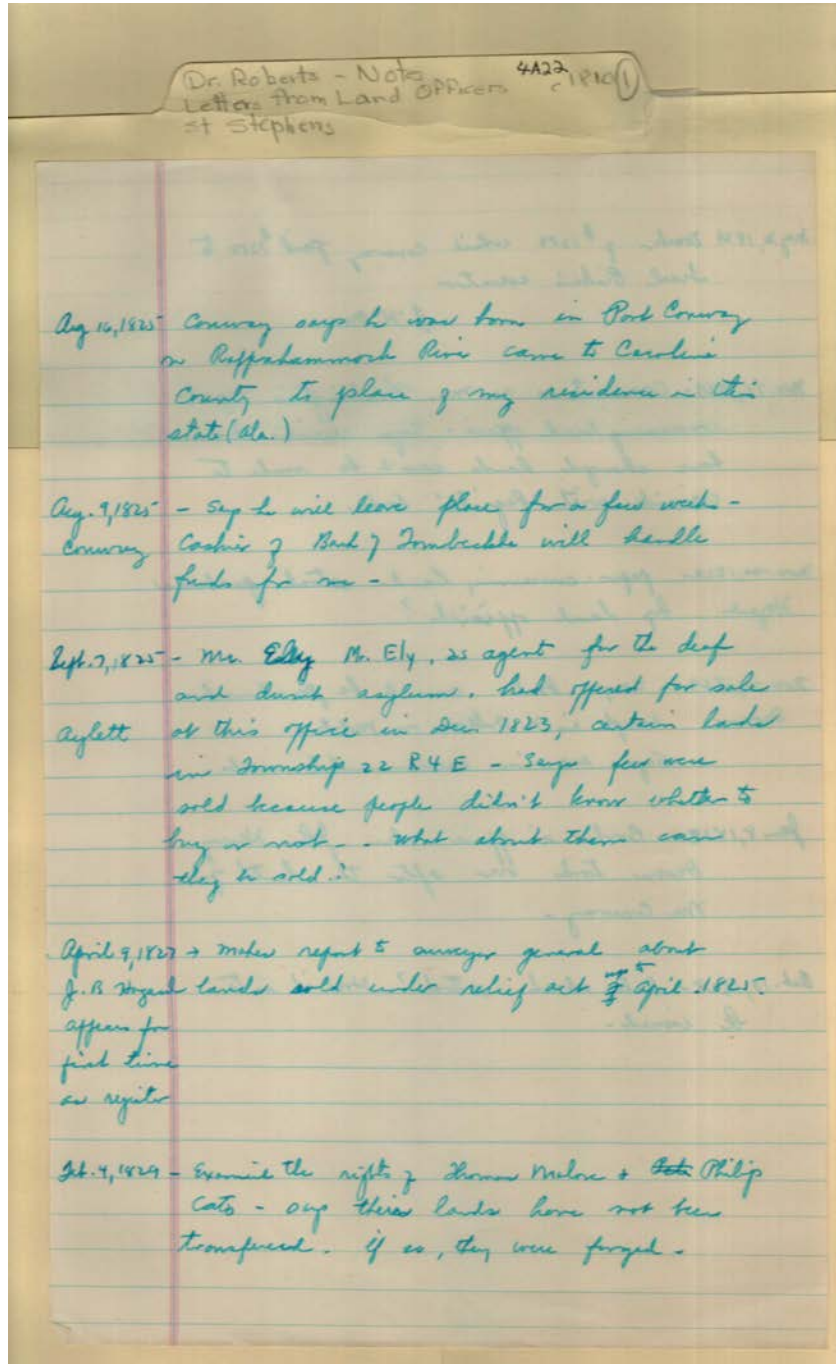 Dr. Roberts - Notes 4A22
Letters from Land Officers
St Stephens
Aug 16, 1825 Conway says he was born in Port Conway
on Rappahammock River came to Caroline
County to place of my residence in this
state (Ala.)
Aug. 9, 1825 - Says he will leave place for a few weeks -
Conway Cashier of Bank of Tombeckbe will handle
funds for me -
Sept. 7, 1825 - Mr. Ely Mr. Ely, as agent for the deaf
and dumb asylum, had offered for sale
Aylett at this office in Dec 1823, certain lands
in Township 22 R 4 E - Says few were
sold because people didn't know whether to
buy or not - - What about them can
they be sold?
April 9, 1827 → makes report to surveyor general about
J. B Hazard lands sold under relief act up to April 1825.
appears for
first time
as register
Feb. 4, 1829 - Examine the rights of Thomas Malone + Philip
Cato - says lands have not been
transferred. If so, they were forged.